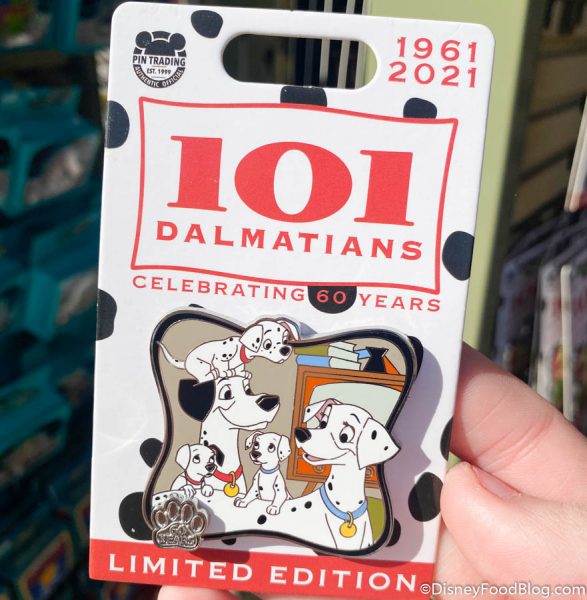 PIN TRADING
EST. 1999
AUTHENTIC OFFICIAL
1961
2021
101
DALMATIANS
CELEBRATING 60 YEARS
60
YEARS
LIMITED EDITION
©DisneyFoodBlog.com